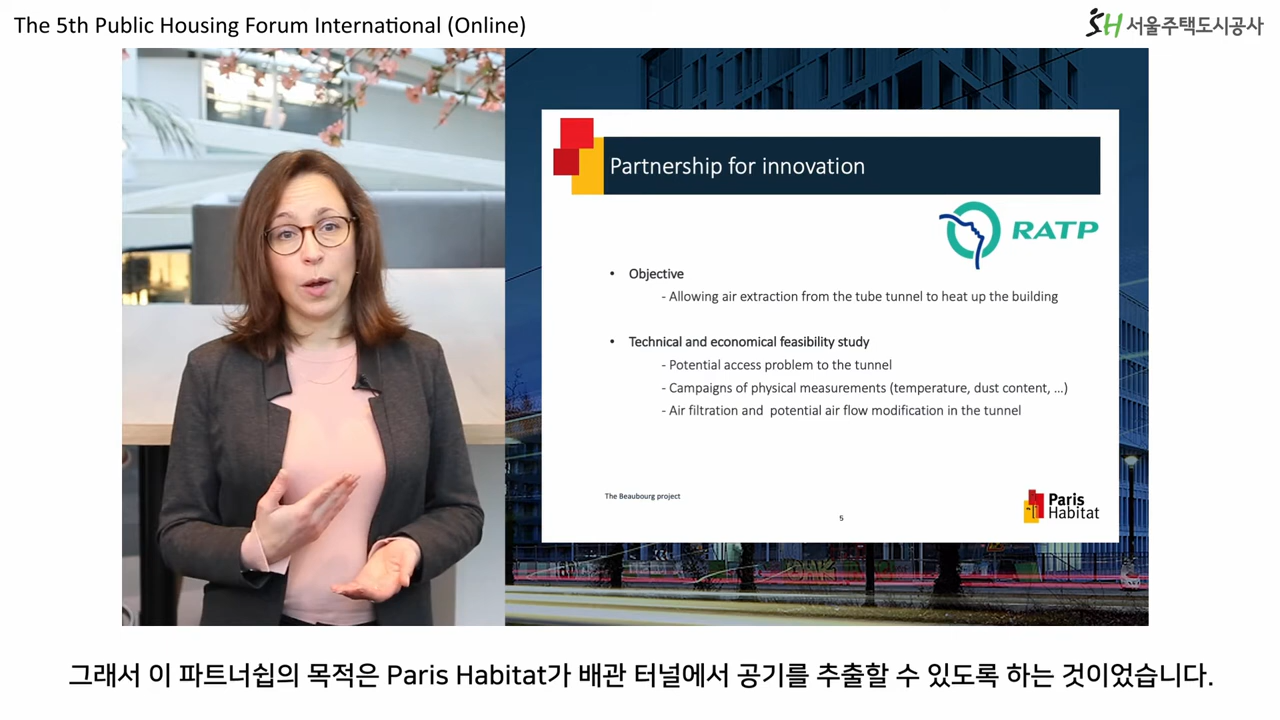 The 5th Public Housing Forum International (Online)
SH 서울주택도시공사
Partnership for innovation
RATP
• Objective
- Allowing air extraction from the tube tunnel to heat up the building
• Technical and economical feasibility study
- Potential access problem to the tunnel
- Campaigns of physical measurements (temperature, dust content, ...)
- Air filtration and potential air flow modification in the tunnel
The Beaubourg project
5
Paris
Habitat
그래서 이 파트너쉽의 목적은 Paris Habitat가 배관 터널에서 공기를 추출할 수 있도록 하는 것이었습니다.